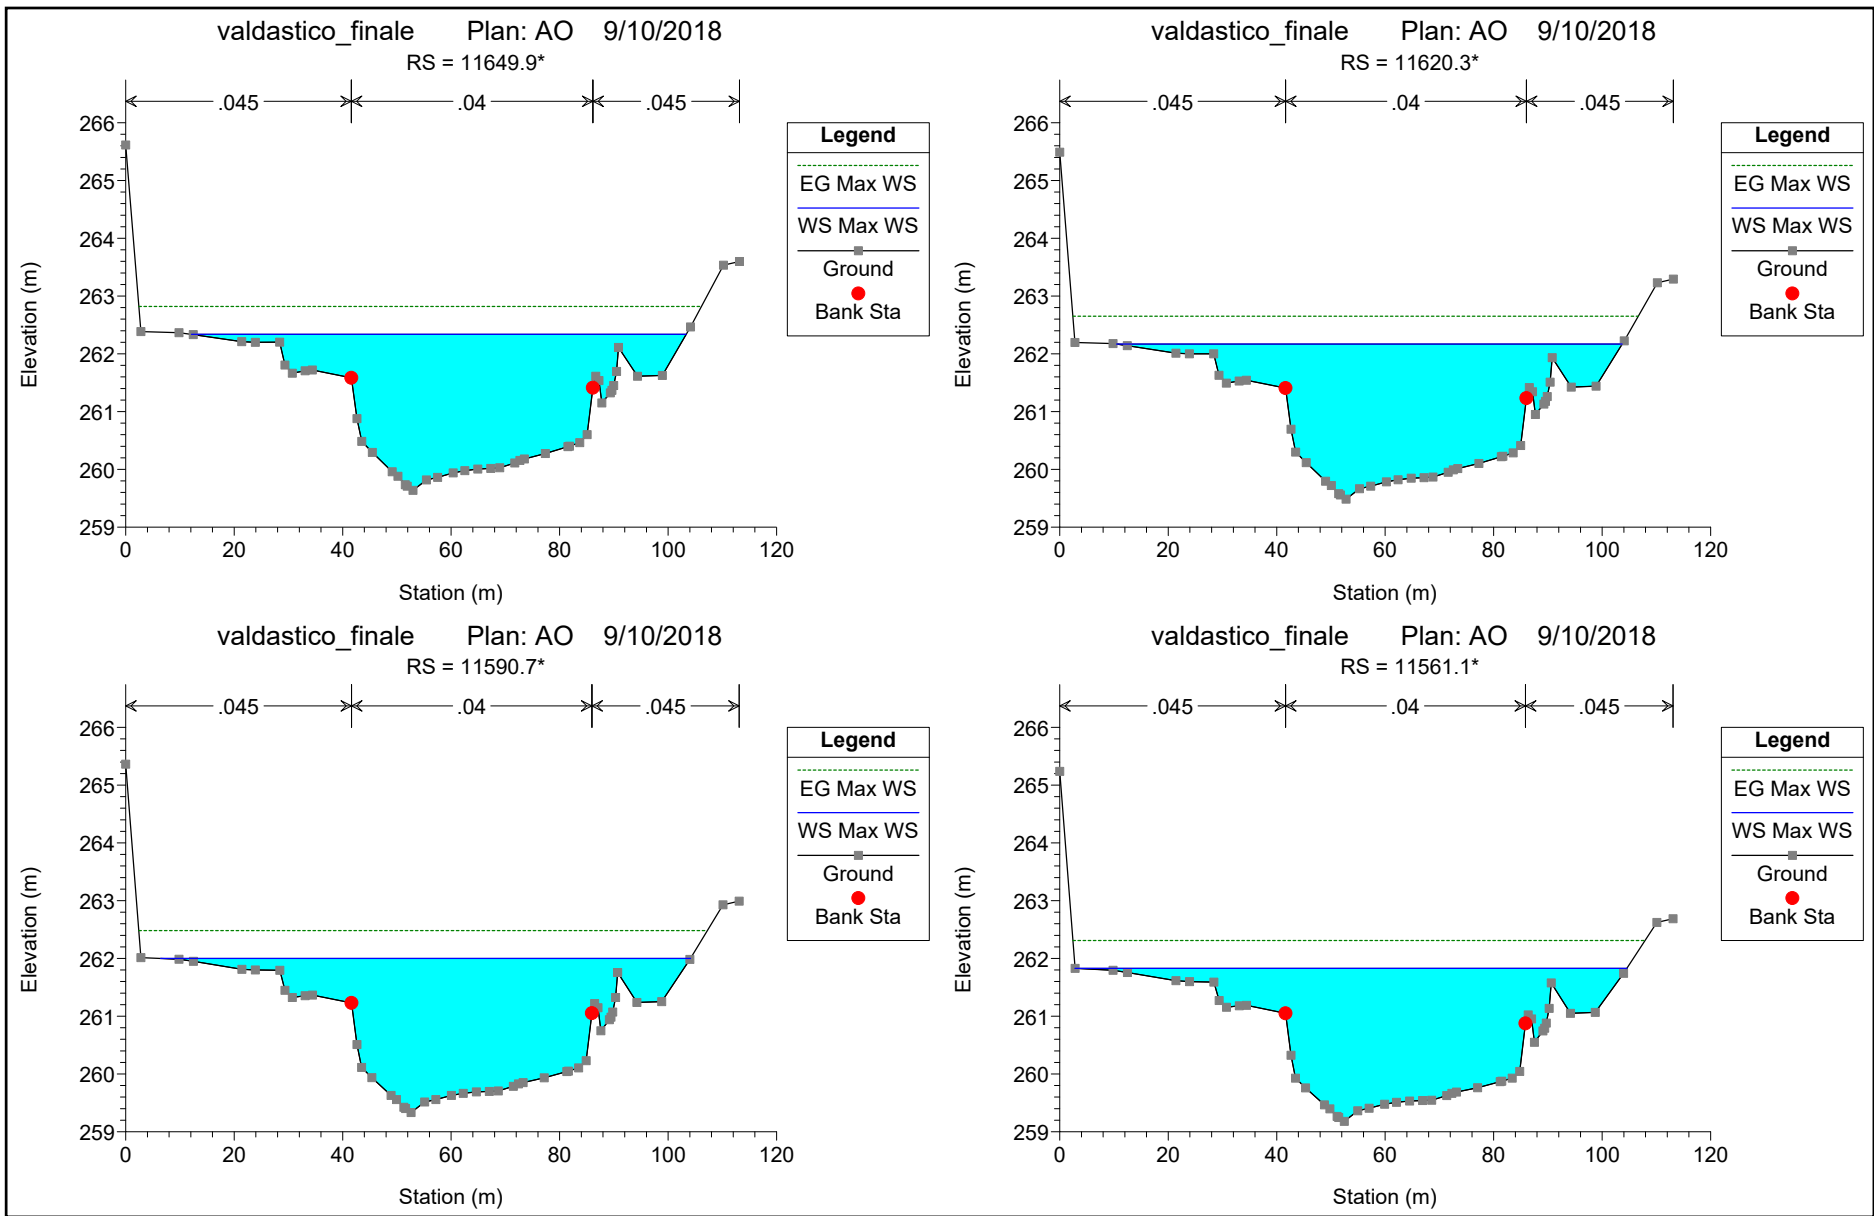 valdastico_finale Plan: AO 9/10/2018
RS = 11649.9*
.045 .04 .045
266
265
264
263
262
261
260
259
0 20 40 60 80 100 120
Elevation (m)
Station (m)
Legend
EG Max WS
WS Max WS
Ground
Bank Sta
valdastico_finale Plan: AO 9/10/2018
RS = 11620.3*
.045 .04 .045
266
265
264
263
262
261
260
259
0 20 40 60 80 100 120
Elevation (m)
Station (m)
Legend
EG Max WS
WS Max WS
Ground
Bank Sta
valdastico_finale Plan: AO 9/10/2018
RS = 11590.7*
.045 .04 .045
266
265
264
263
262
261
260
259
0 20 40 60 80 100 120
Elevation (m)
Station (m)
Legend
EG Max WS
WS Max WS
Ground
Bank Sta
valdastico_finale Plan: AO 9/10/2018
RS = 11561.1*
.045 .04 .045
266
265
264
263
262
261
260
259
0 20 40 60 80 100 120
Elevation (m)
Station (m)
Legend
EG Max WS
WS Max WS
Ground
Bank Sta